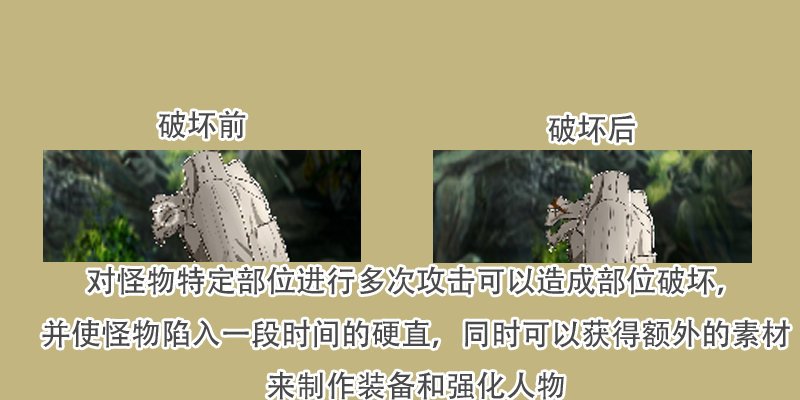 破坏前
破坏后
对怪物特定部位进行多次攻击可以造成部位破坏,
并使怪物陷入一段时间的硬直，同时可以获得额外的素材
来制作装备和强化人物